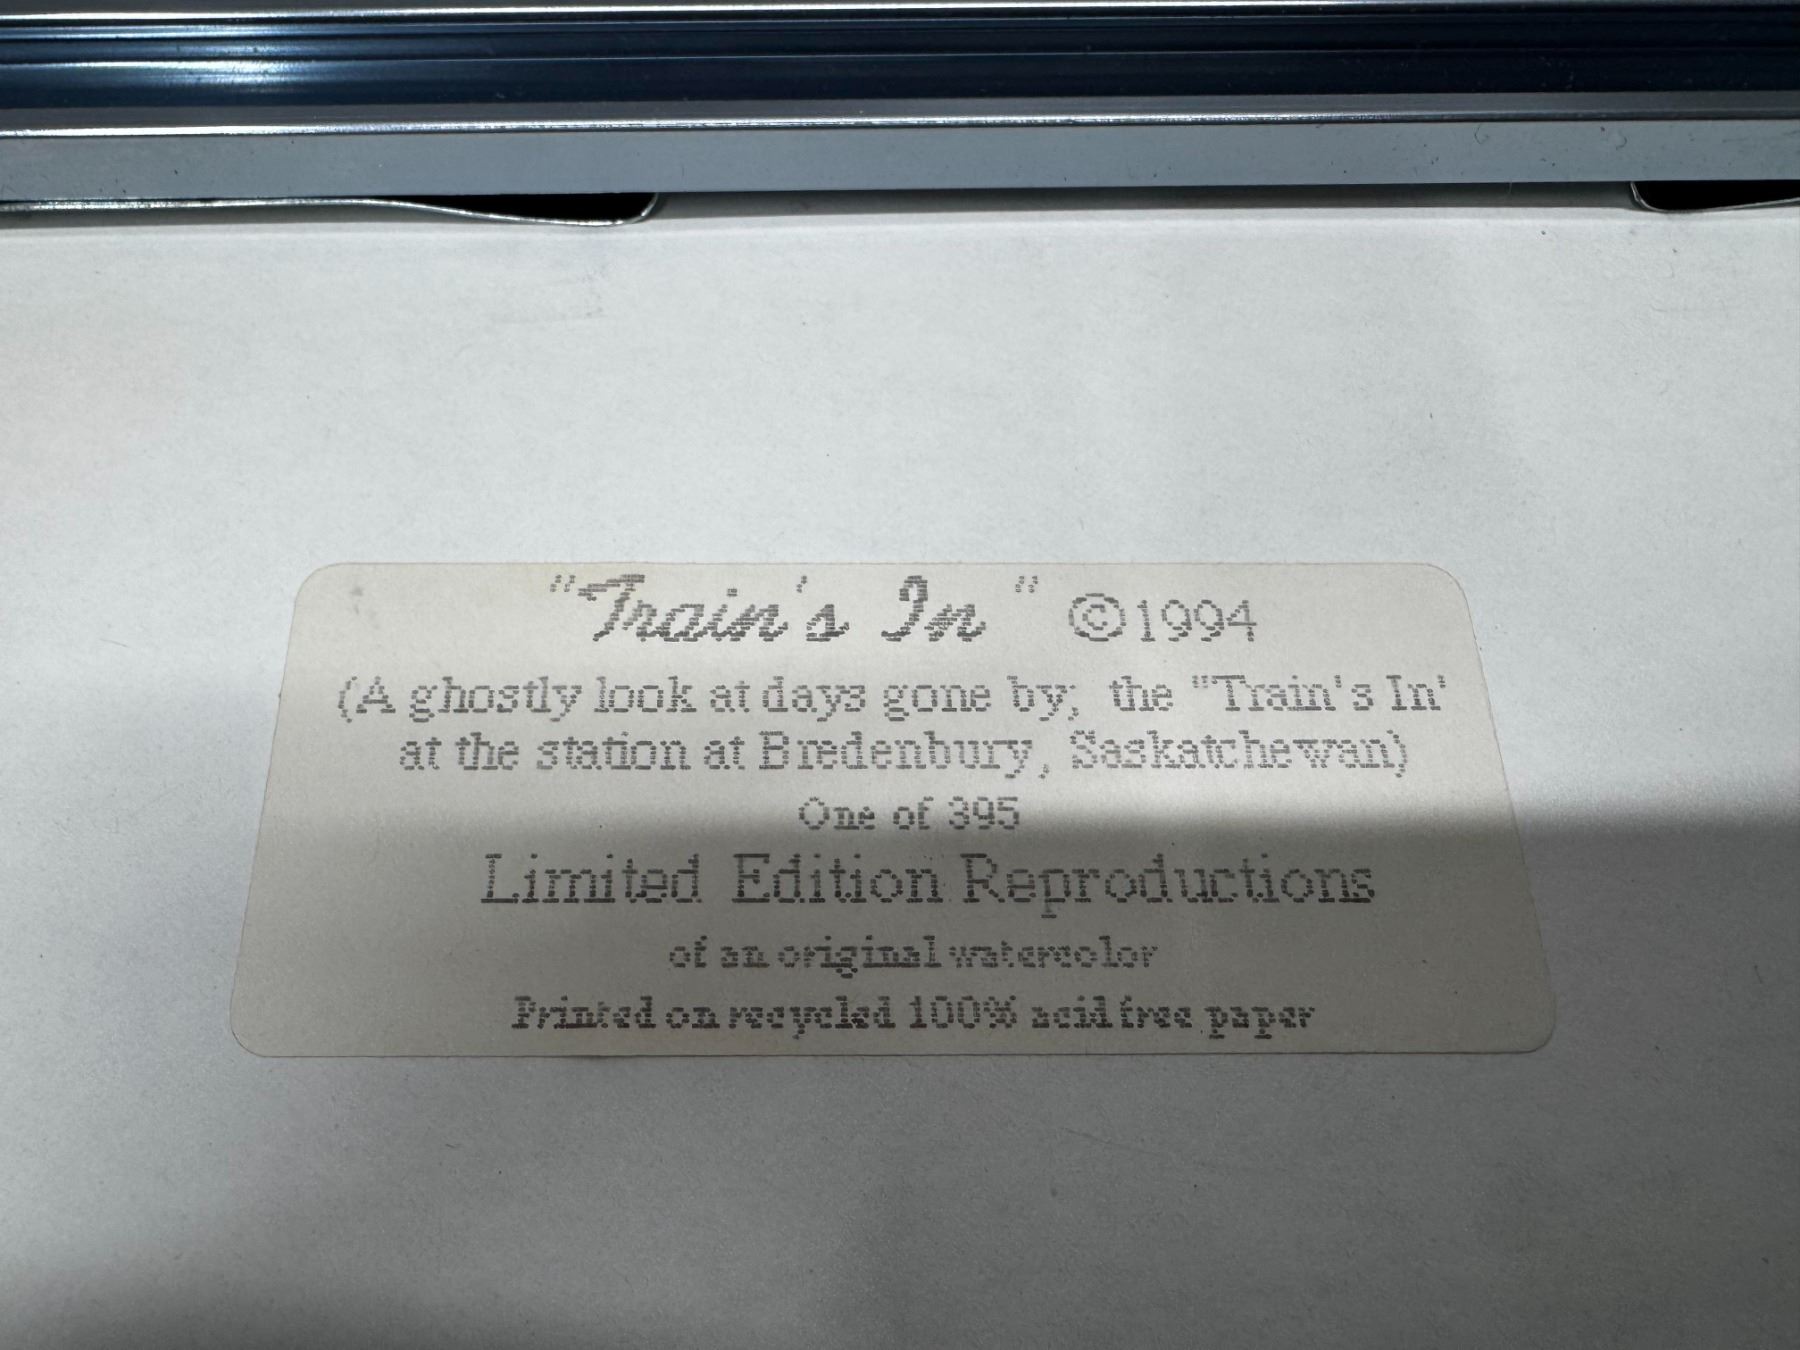 "Train's In" ©1994
(A ghostly look at days gone by; the "Train's In'
at the station at Bredenbury, Saskatchewan)
One of 395
Limited Edition Reproductions
of an original watercolor
Printed on recycled 100% acid free paper